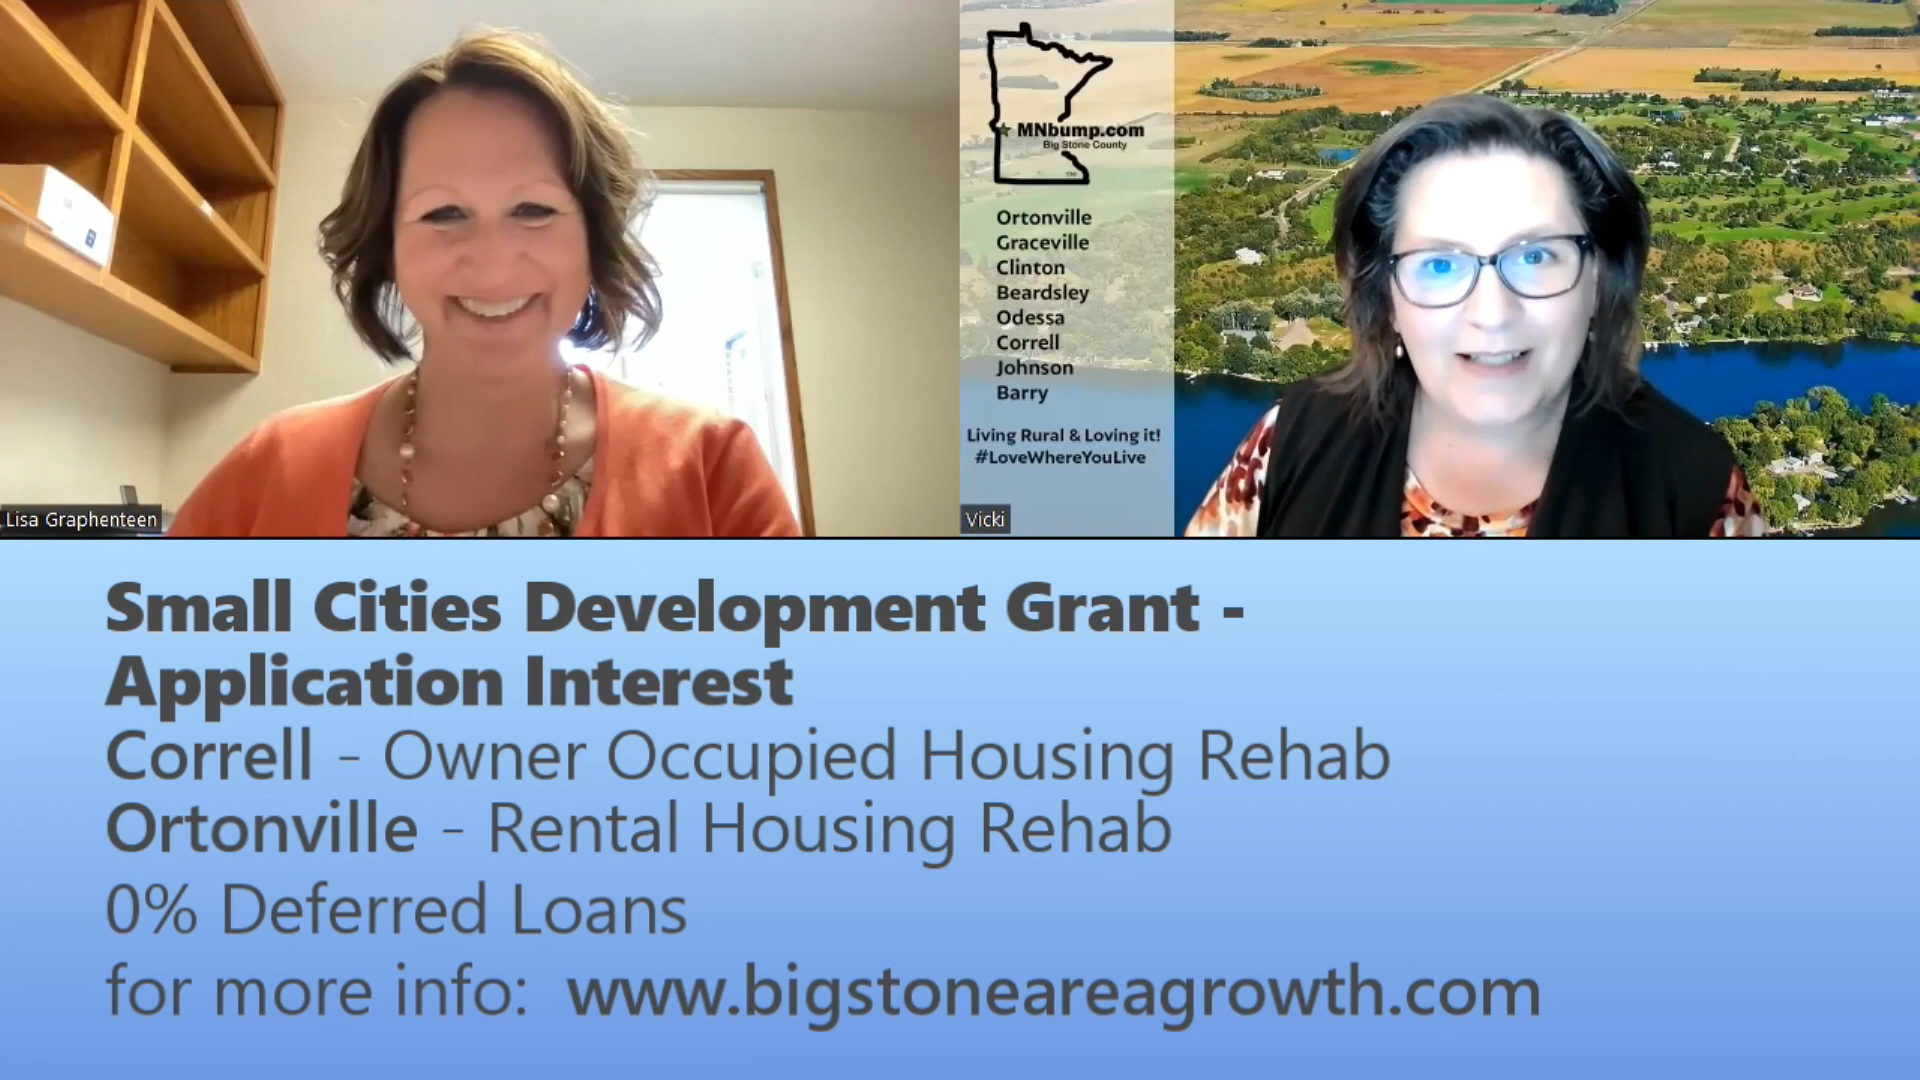 MNbump.com
Big Stone County
TM
Ortonville
Graceville
Clinton
Beardsley
Odessa
Correll
Johnson
Barry
Living Rural & Loving it!
#LoveWhereYouLive
Lisa Graphenteen
Vicki
Small Cities Development Grant -
Application Interest
Correll - Owner Occupied Housing Rehab
Ortonville - Rental Housing Rehab
0% Deferred Loans
for more info: www.bigstoneareagrowth.com